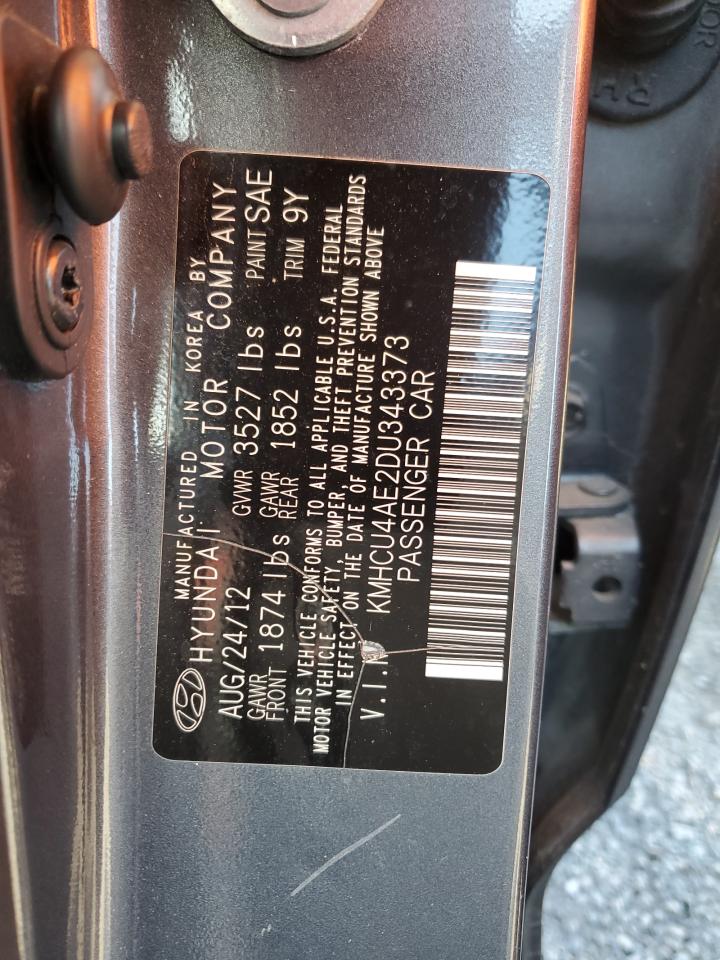 MANUFACTURED IN KOREA BY
HYUNDAI MOTOR COMPANY
AUG/24/12 GVWR 3527 lbs PAINT SAE
GAWR FRONT 1874 lbs GAWR REAR 1852 lbs TRIM 9Y
THIS VEHICLE CONFORMS TO ALL APPLICABLE U.S.A. FEDERAL
MOTOR VEHICLE SAFETY, BUMPER, AND THEFT PREVENTION STANDARDS
IN EFFECT ON THE DATE OF MANUFACTURE SHOWN ABOVE
V.I.N KMHCU4AE2DU343373
PASSENGER CAR
RH